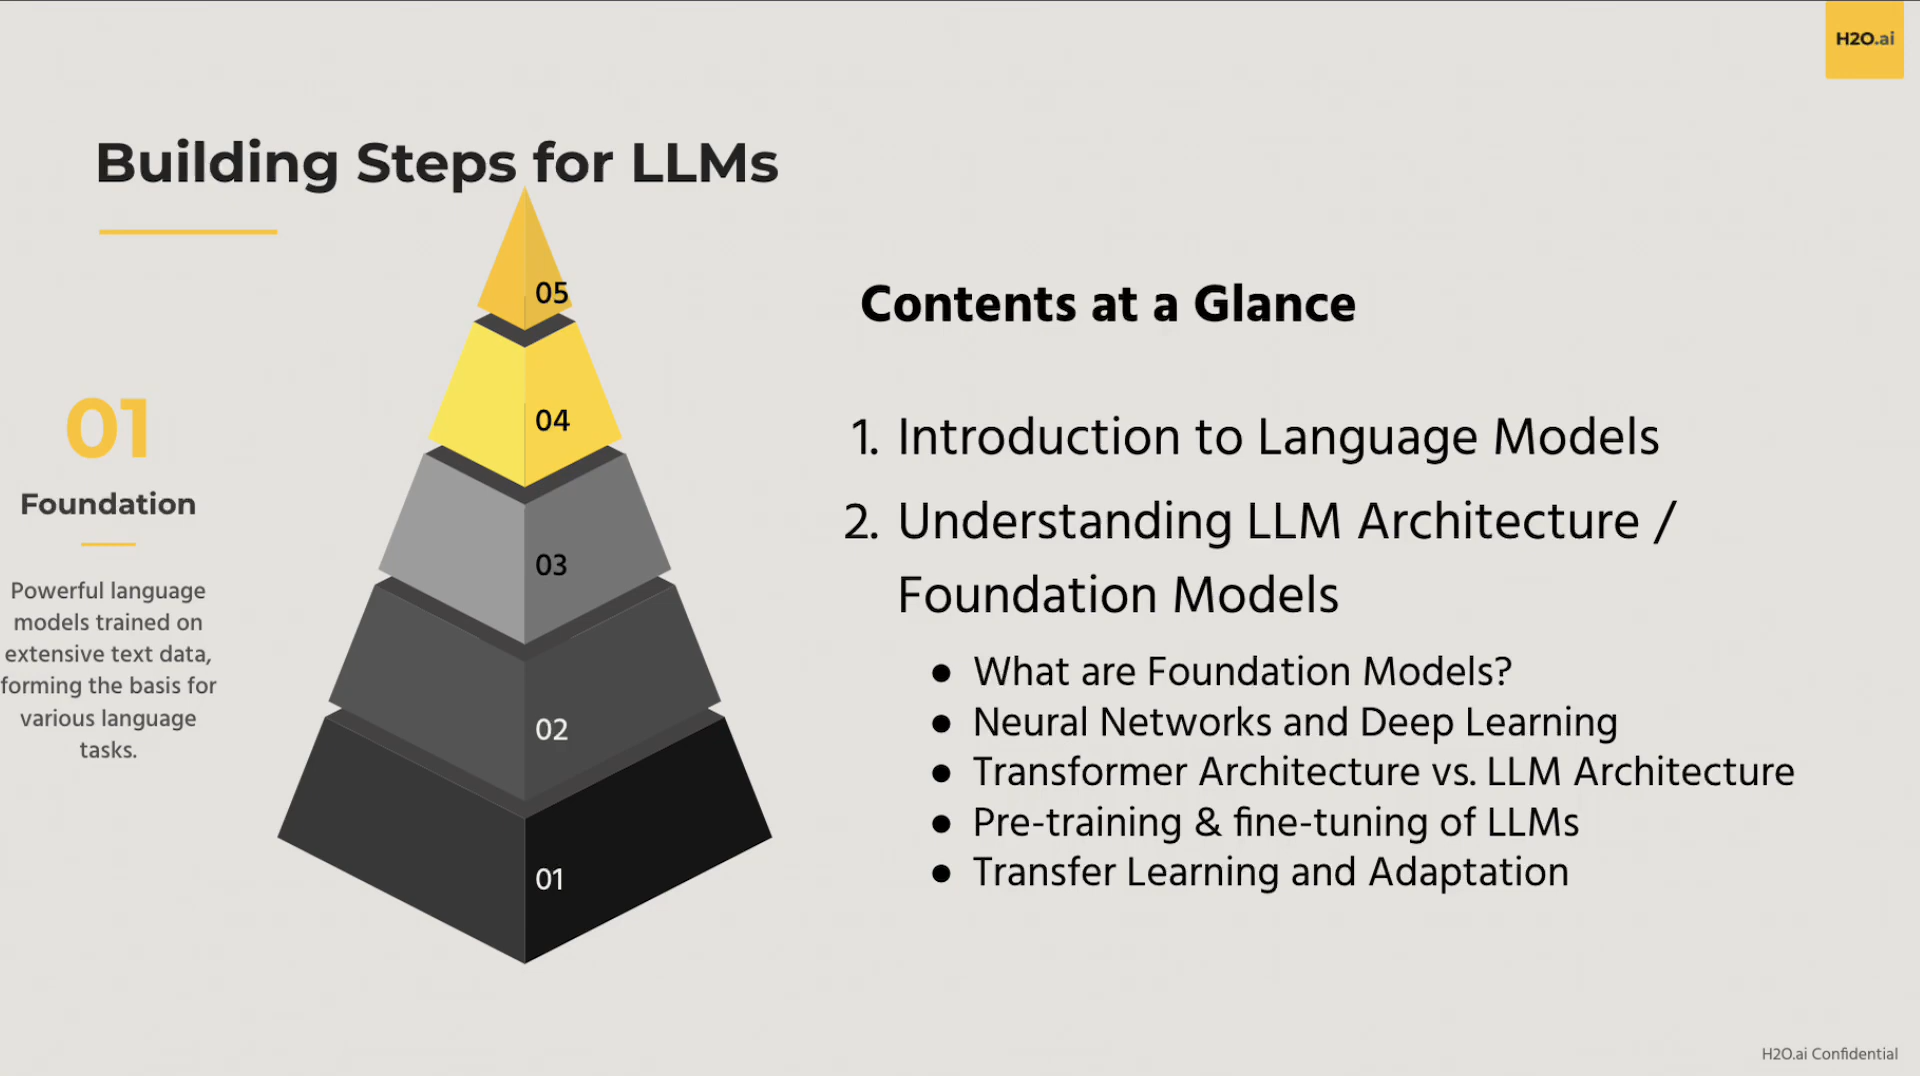 H2O.ai
Building Steps for LLMs
05
04
03
02
01
01
Foundation
Powerful language
models trained on
extensive text data,
forming the basis for
various language
tasks.
Contents at a Glance
1. Introduction to Language Models
2. Understanding LLM Architecture /
Foundation Models
● What are Foundation Models?
● Neural Networks and Deep Learning
● Transformer Architecture vs. LLM Architecture
● Pre-training & fine-tuning of LLMs
● Transfer Learning and Adaptation
H2O.ai Confidential